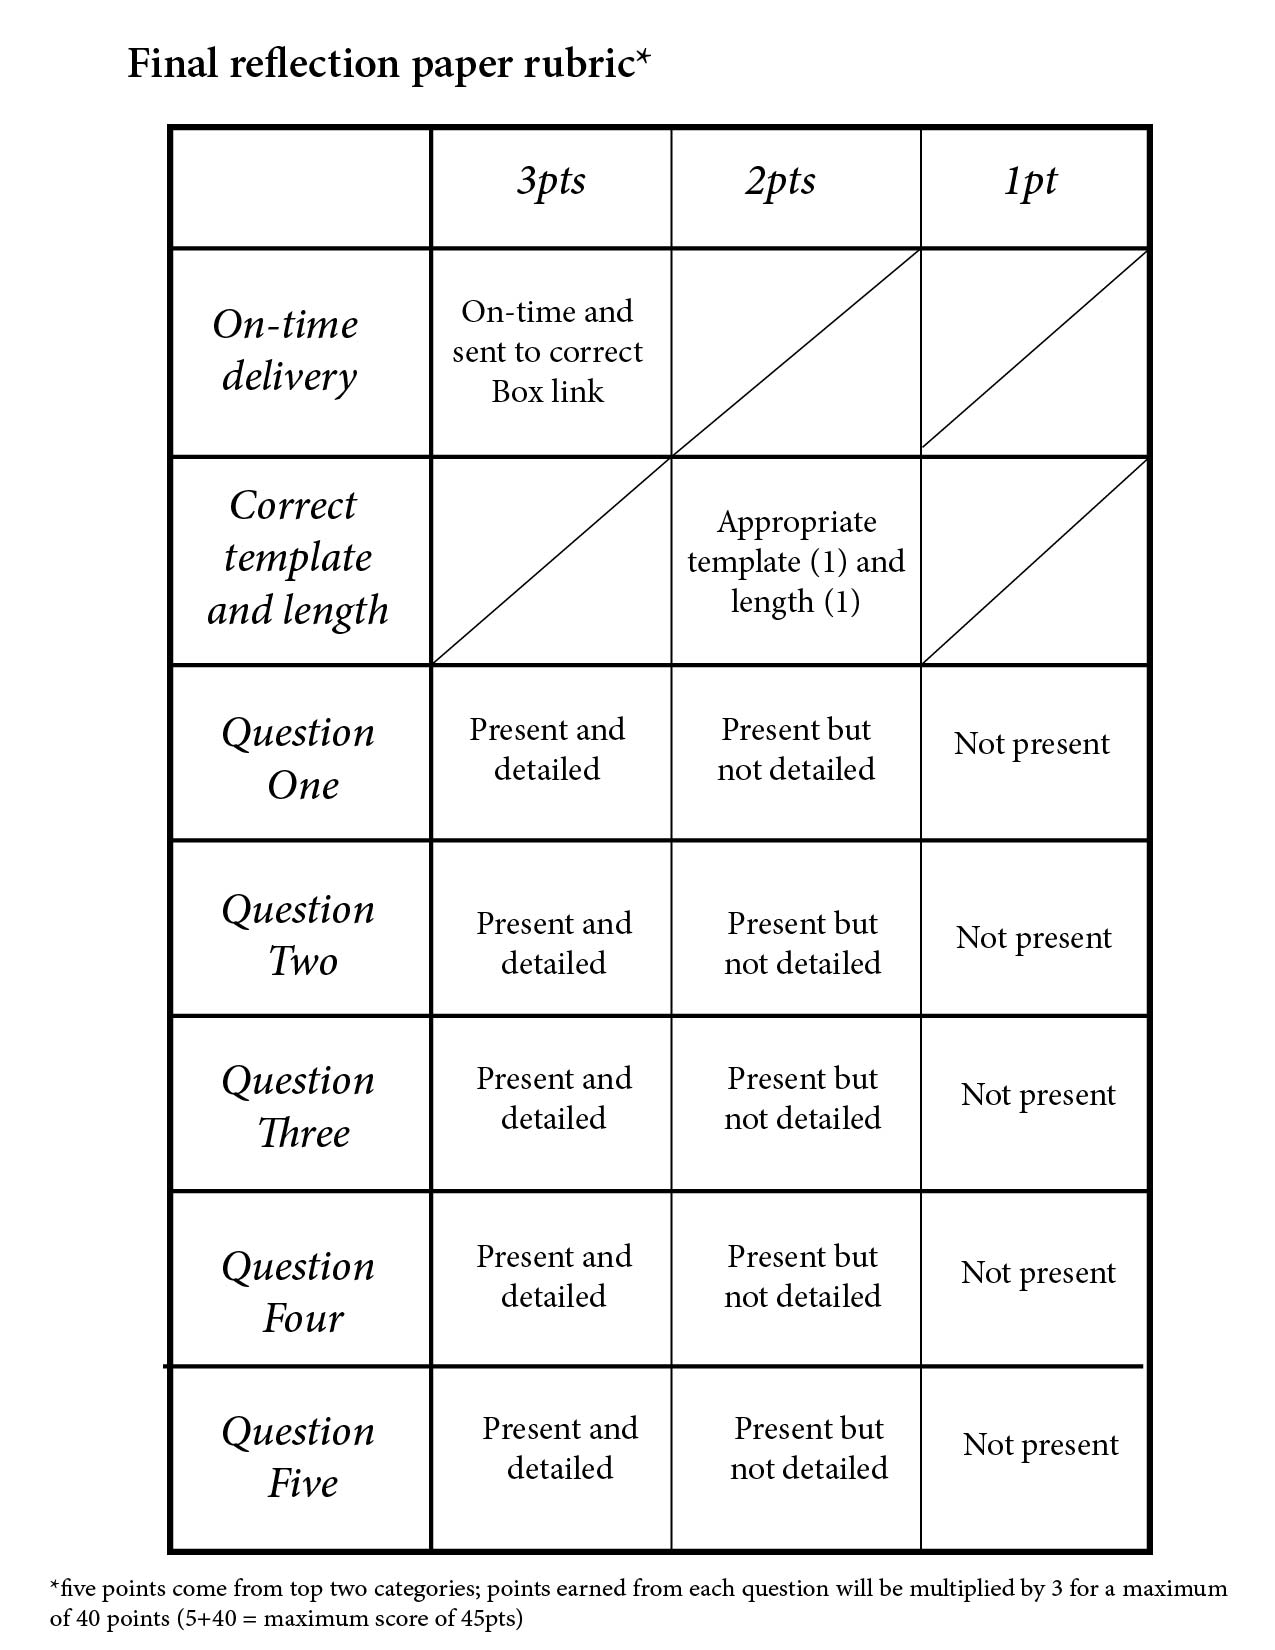 Final reflection paper rubric*
3pts
2pts
1pt
On-time
delivery
On-time and
sent to correct
Box link
Correct
template
and length
Appropriate
template (1) and
length (1)
Question
One
Present and
detailed
Present but
not detailed
Not present
Question
Two
Present and
detailed
Present but
not detailed
Not present
Question
Three
Present and
detailed
Present but
not detailed
Not present
Question
Four
Present and
detailed
Present but
not detailed
Not present
Question
Five
Present and
detailed
Present but
not detailed
Not present
*five points come from top two categories; points earned from each question will be multiplied by 3 for a maximum
of 40 points (5+40 = maximum score of 45pts)